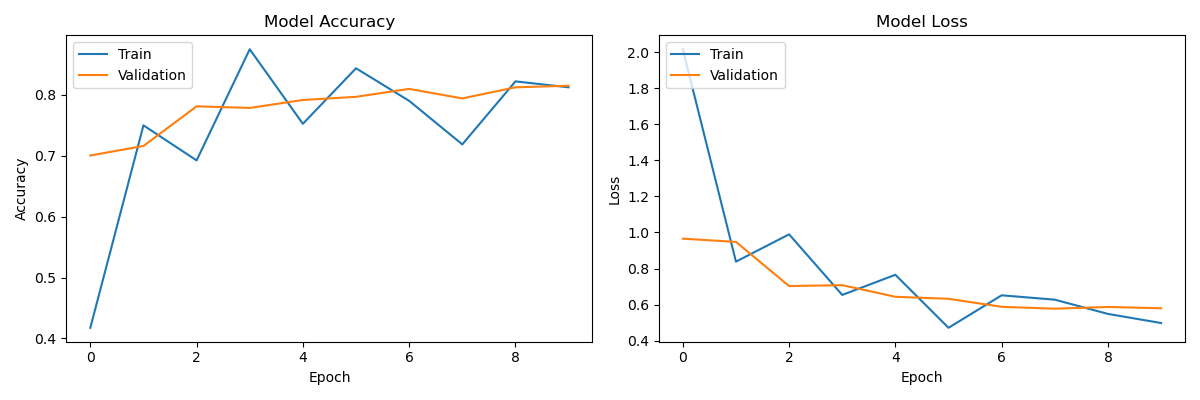 Model Accuracy
Train
Validation
0.8
0.7
0.6
0.5
0.4
Accuracy
0 2 4 6 8
Epoch
Model Loss
Train
Validation
2.0
1.8
1.6
1.4
1.2
1.0
0.8
0.6
0.4
Loss
0 2 4 6 8
Epoch